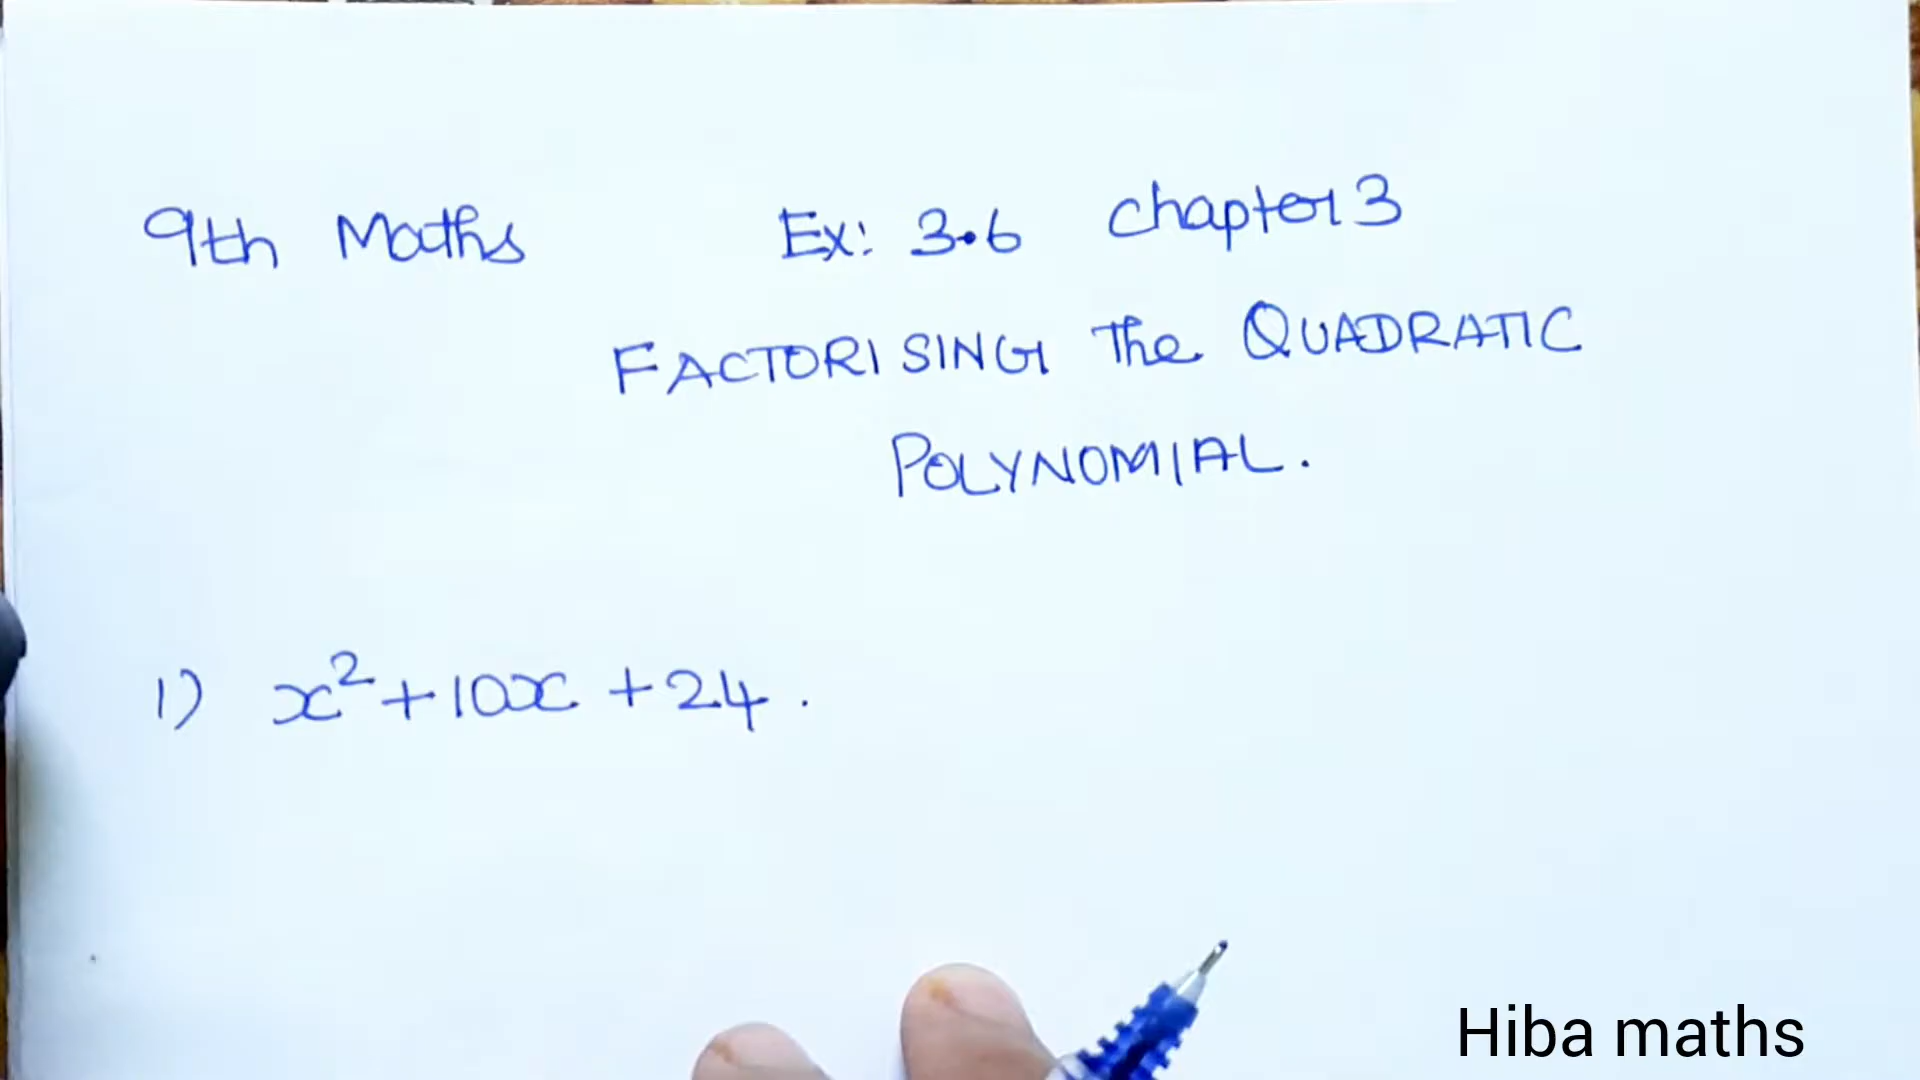 9th Maths Ex: 3.6 Chapter 3
FACTORISING The QUADRATIC
POLYNOMIAL.
1) x²+10x +24.
Hiba maths